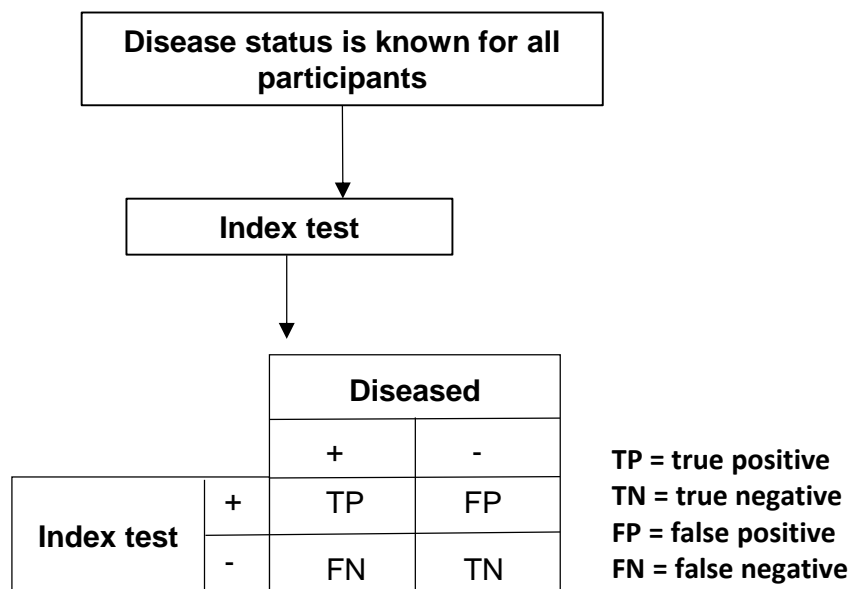 Disease status is known for all
participants
Index test
Diseased
+ -
TP = true positive
TN = true negative
FP = false positive
FN = false negative
Index test
+ TP FP
- FN TN